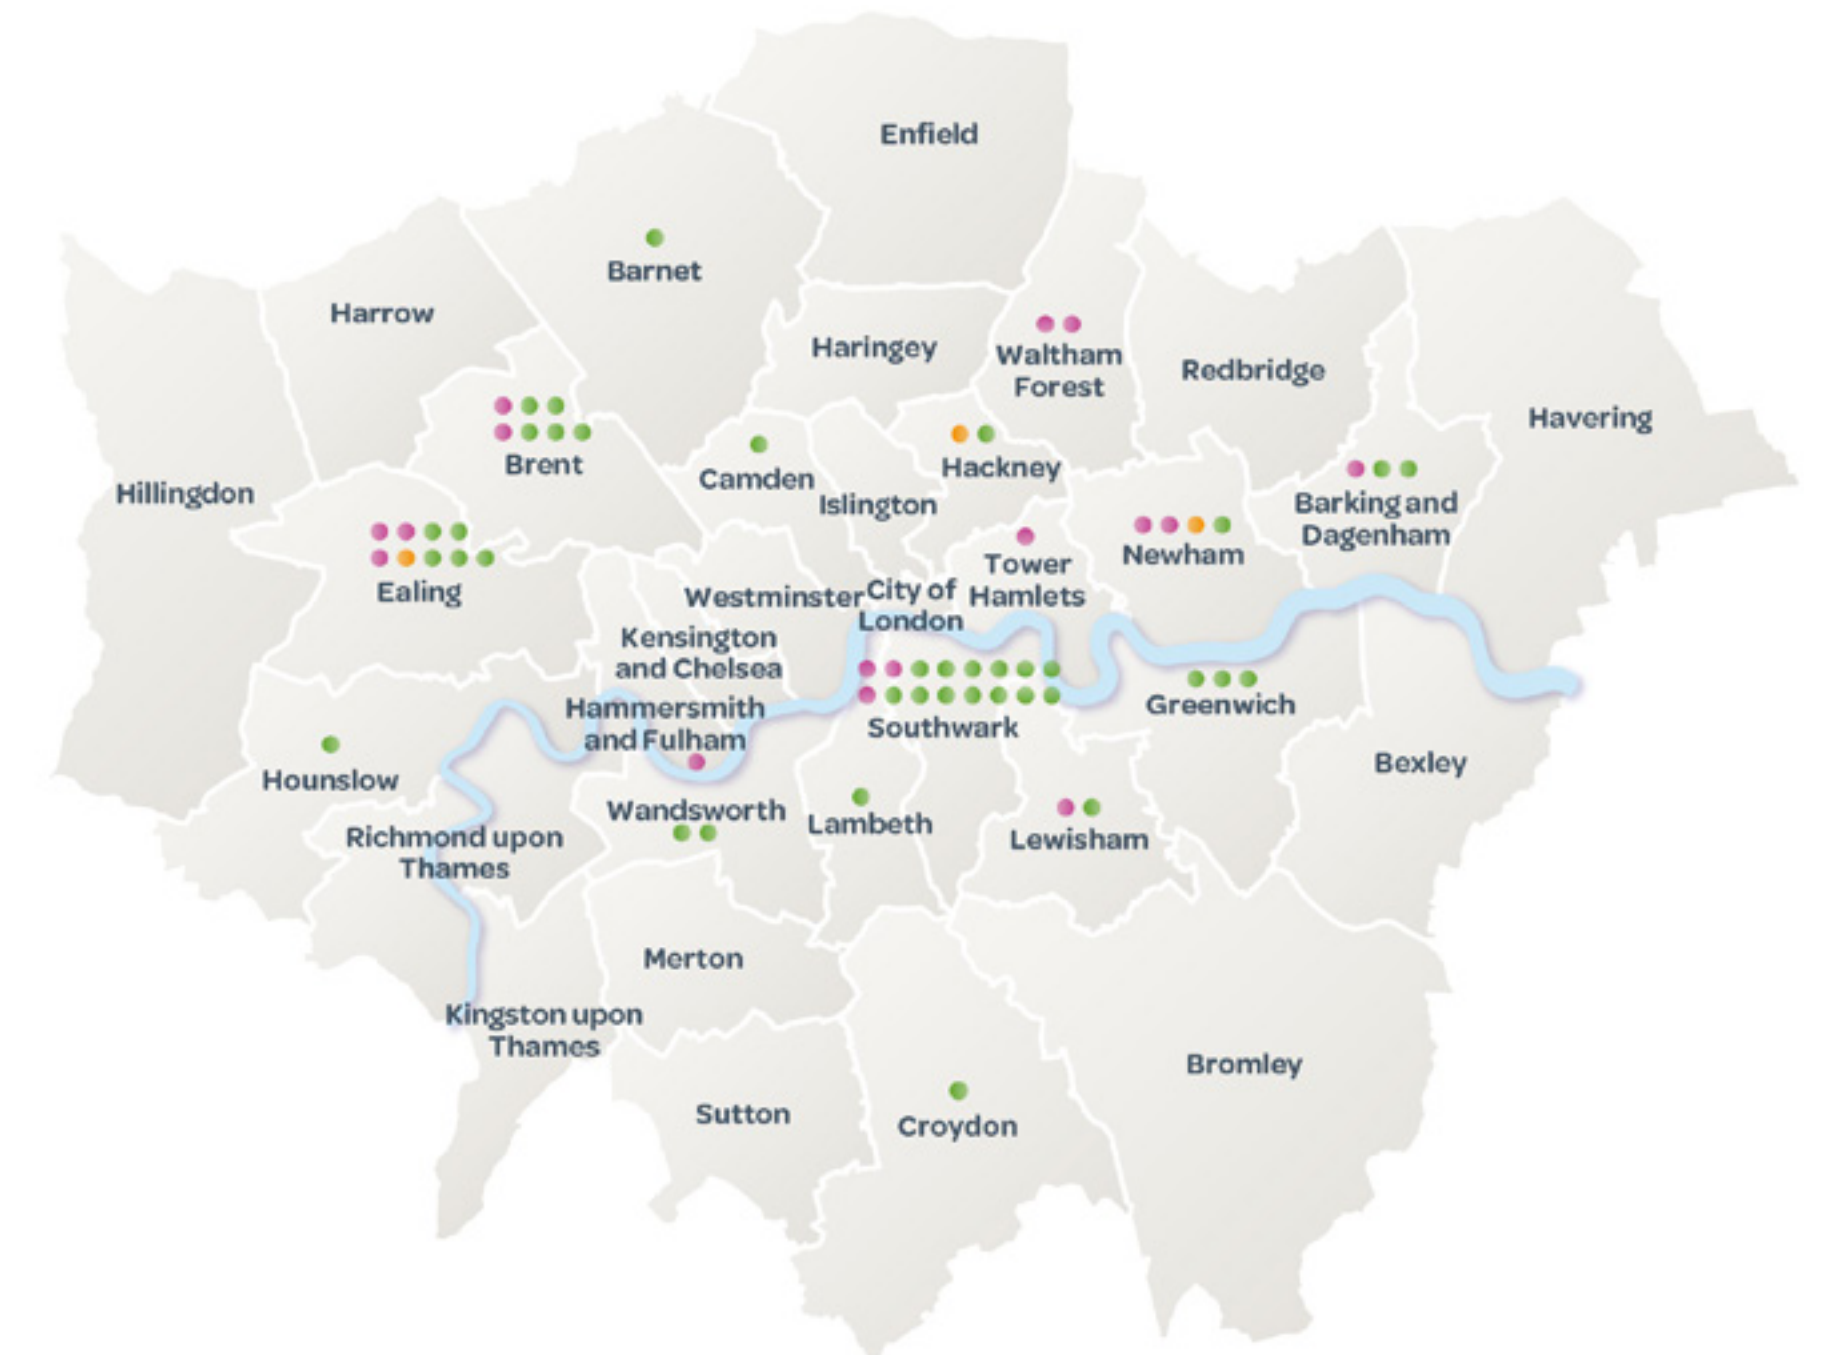 Enfield
Barnet
Harrow
Haringey
Waltham
Forest
Redbridge
Havering
Brent
Camden
Hackney
Hillingdon
Islington
Barking and
Dagenham
Ealing
Tower
Hamlets
Newham
Westminster
City of
London
Kensington
and Chelsea
Hammersmith
and Fulham
Southwark
Greenwich
Hounslow
Bexley
Wandsworth
Lambeth
Lewisham
Richmond upon
Thames
Merton
Kingston upon
Thames
Bromley
Sutton
Croydon